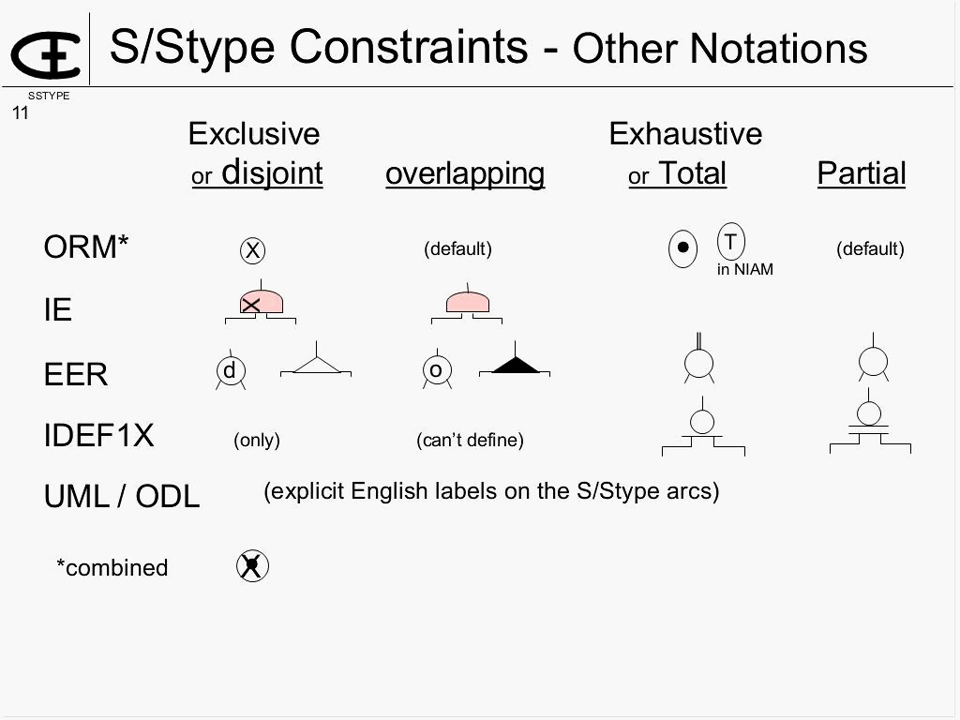 S/Stype Constraints - Other Notations
SSTYPE
11
Exclusive or disjoint
overlapping
Exhaustive or Total
Partial
ORM* X (default) T in NIAM (default)
IE X
EER d o
IDEF1X (only) (can't define)
UML / ODL (explicit English labels on the S/Stype arcs)
*combined X